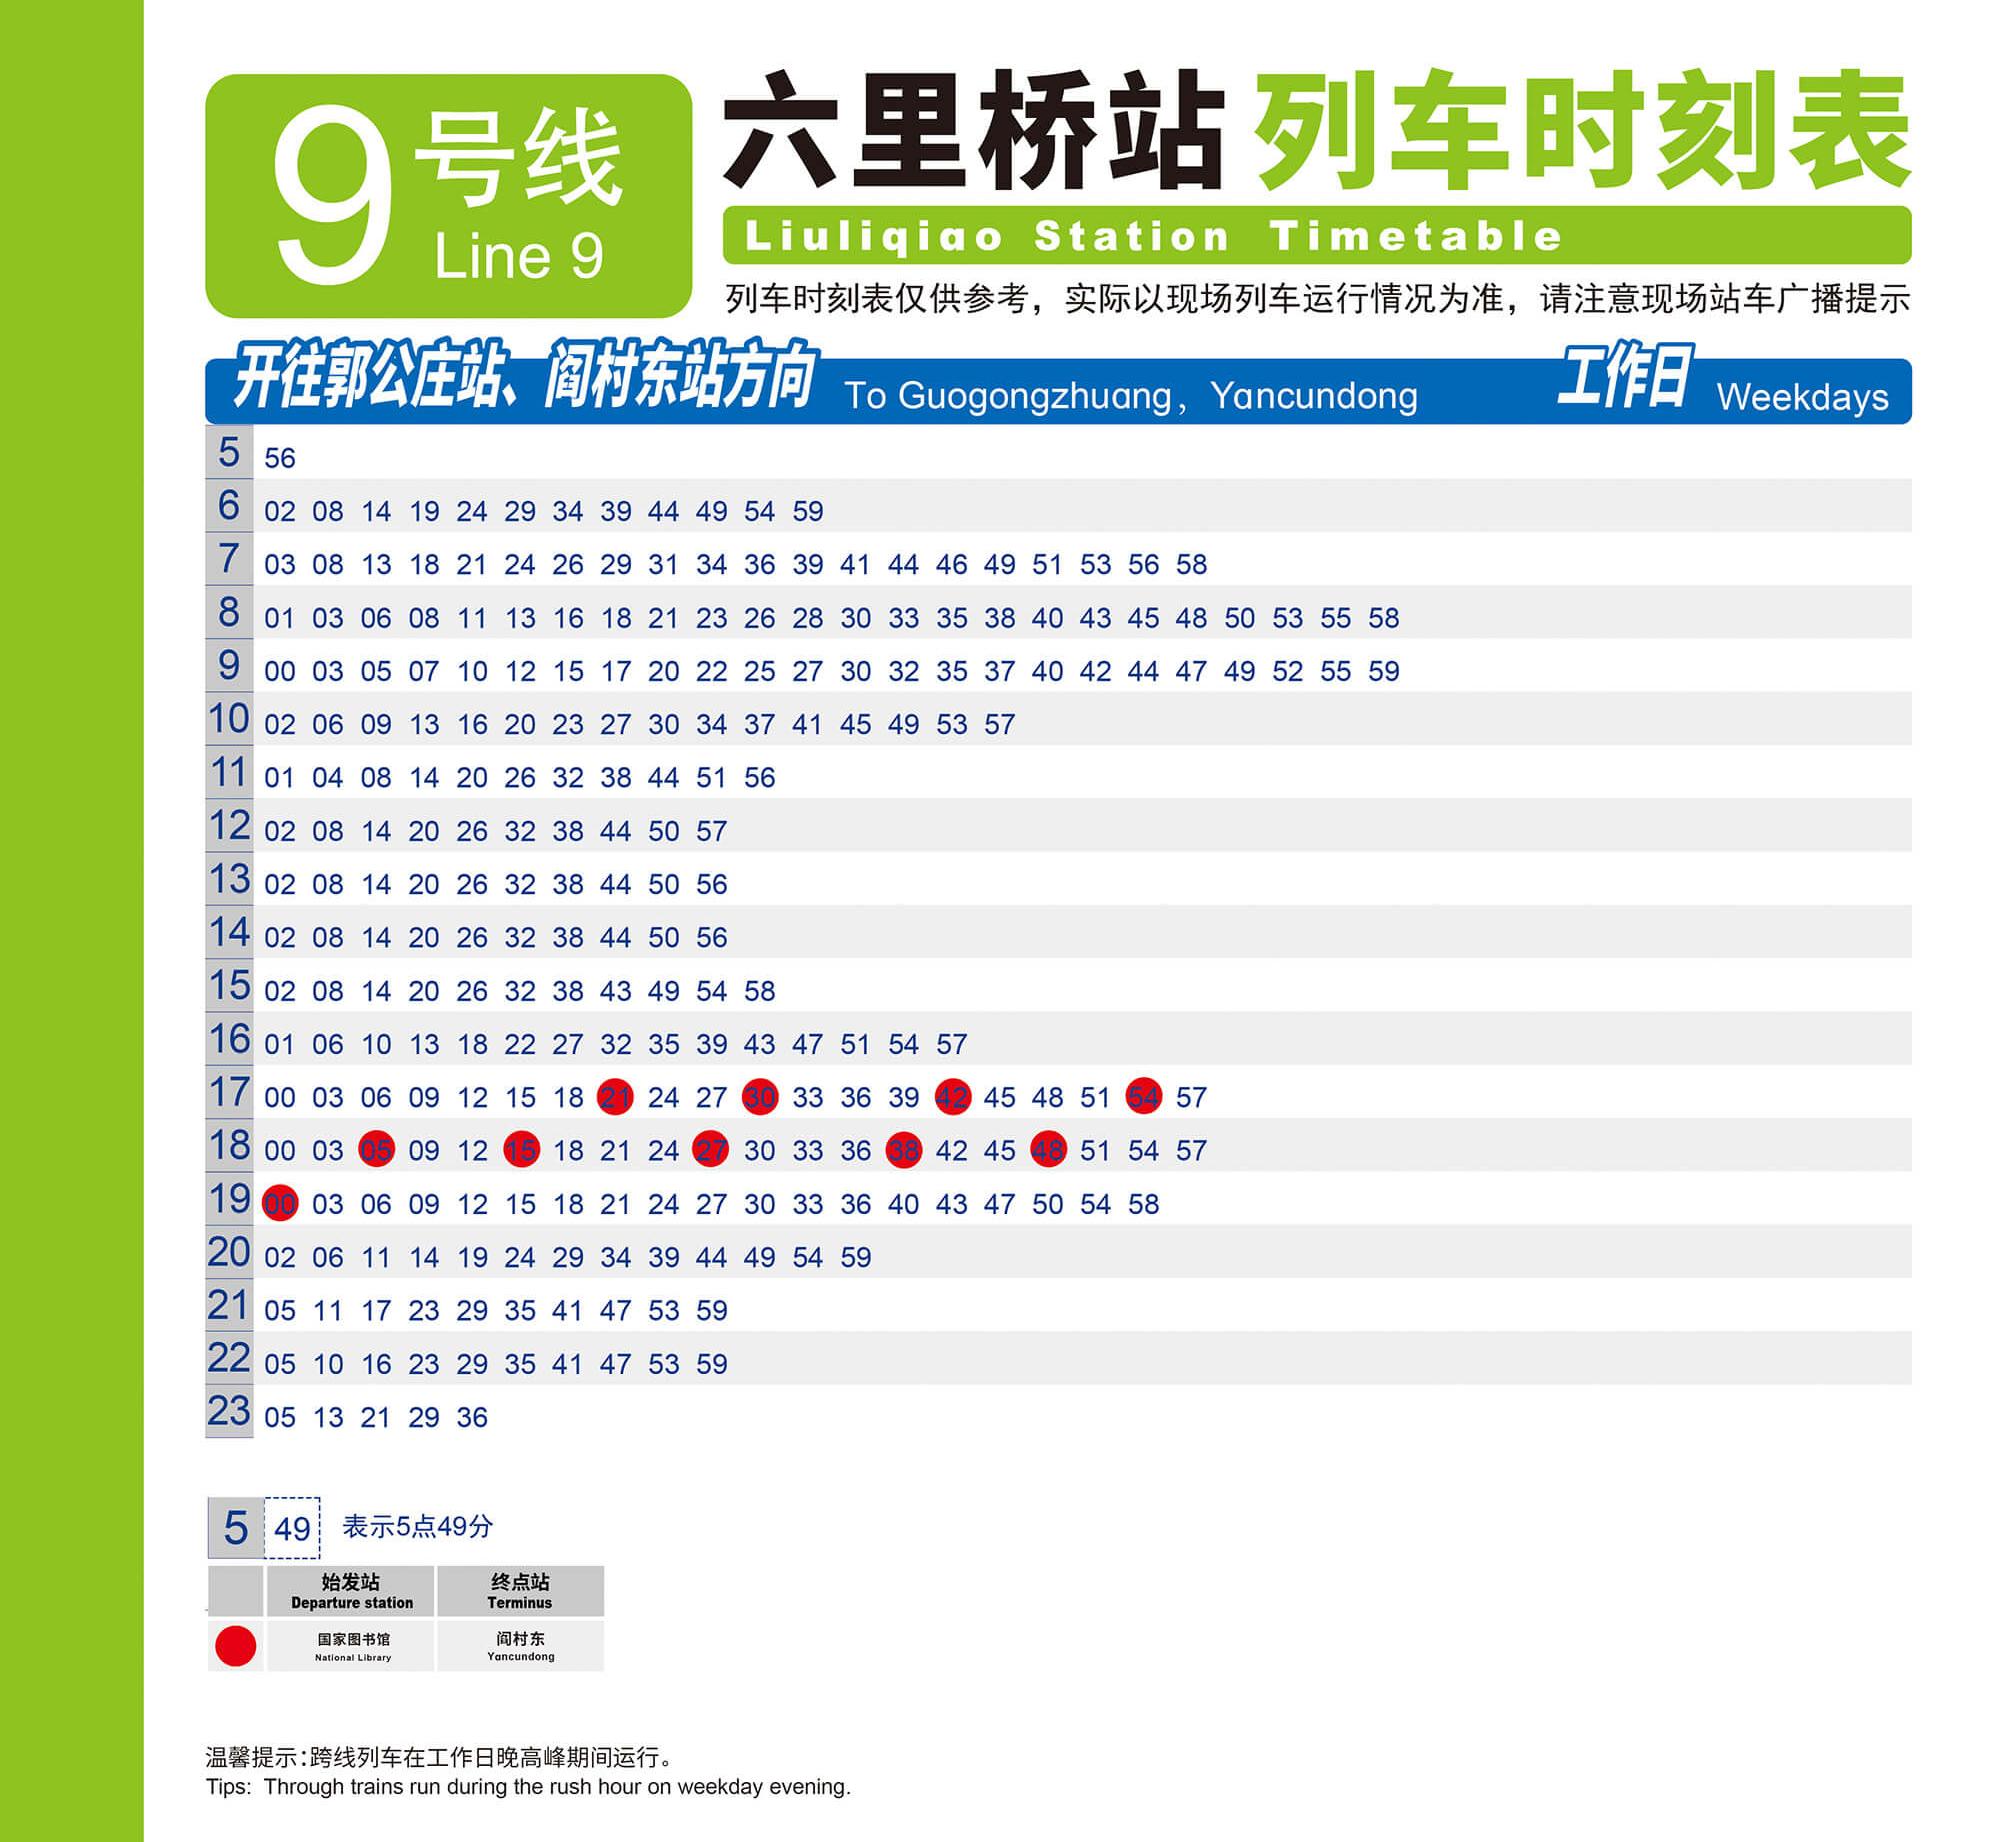 9号线
Line 9
六里桥站 列车时刻表
Liuliqiao Station Timetable
列车时刻表仅供参考，实际以现场列车运行情况为准，请注意现场站车广播提示
开往郭公庄站、阎村东站方向 To Guogongzhuang，Yancundong 工作日 Weekdays
5 56
6 02 08 14 19 24 29 34 39 44 49 54 59
7 03 08 13 18 21 24 26 29 31 34 36 39 41 44 46 49 51 53 56 58
8 01 03 06 08 11 13 16 18 21 23 26 28 30 33 35 38 40 43 45 48 50 53 55 58
9 00 03 05 07 10 12 15 17 20 22 25 27 30 32 35 37 40 42 44 47 49 52 55 59
10 02 06 09 13 16 20 23 27 30 34 37 41 45 49 53 57
11 01 04 08 14 20 26 32 38 44 51 56
12 02 08 14 20 26 32 38 44 50 57
13 02 08 14 20 26 32 38 44 50 56
14 02 08 14 20 26 32 38 44 50 56
15 02 08 14 20 26 32 38 43 49 54 58
16 01 06 10 13 18 22 27 32 35 39 43 47 51 54 57
17 00 03 06 09 12 15 18 21 24 27 30 33 36 39 42 45 48 51 54 57
18 00 03 05 09 12 15 18 21 24 27 30 33 36 38 42 45 48 51 54 57
19 00 03 06 09 12 15 18 21 24 27 30 33 36 40 43 47 50 54 58
20 02 06 11 14 19 24 29 34 39 44 49 54 59
21 05 11 17 23 29 35 41 47 53 59
22 05 10 16 23 29 35 41 47 53 59
23 05 13 21 29 36
5 49 表示5点49分
始发站 终点站
Departure station Terminus
国家图书馆 阎村东
National Library Yancundong
温馨提示：跨线列车在工作日晚高峰期间运行。
Tips: Through trains run during the rush hour on weekday evening.